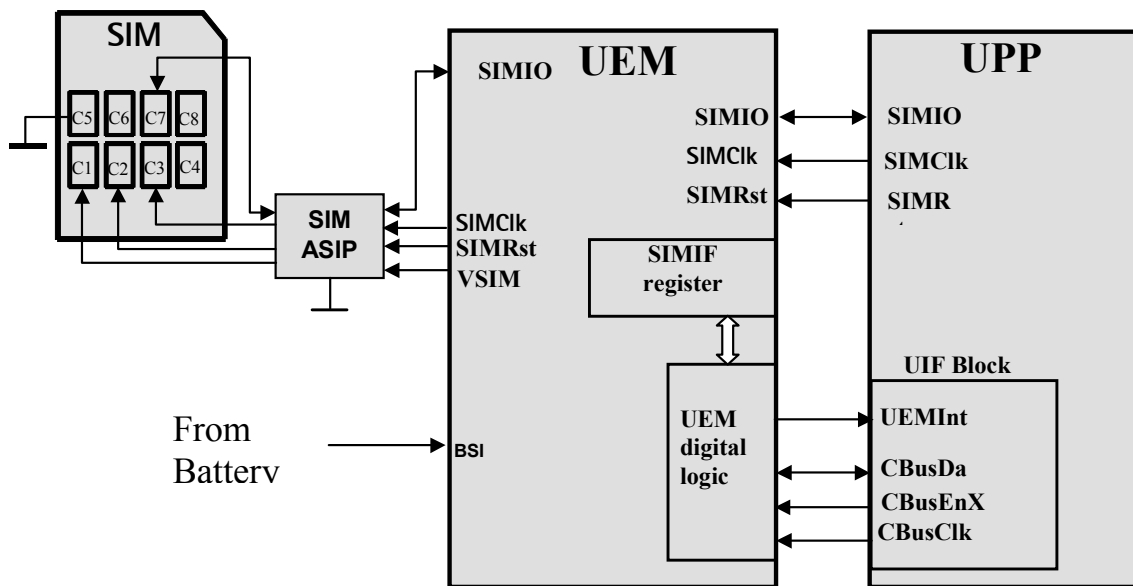 SIM
C5 C6 C7 C8
C1 C2 C3 C4
SIM
ASIP
UEM
SIMIO
SIMClk
SIMRst
VSIM
BSI
From
Batterv
SIMIO
SIMClk
SIMRst
SIMIF
register
UEM
digital
logic
UPP
SIMIO
SIMClk
SIMR
UIF Block
UEMInt
CBusDa
CBusEnX
CBusClk